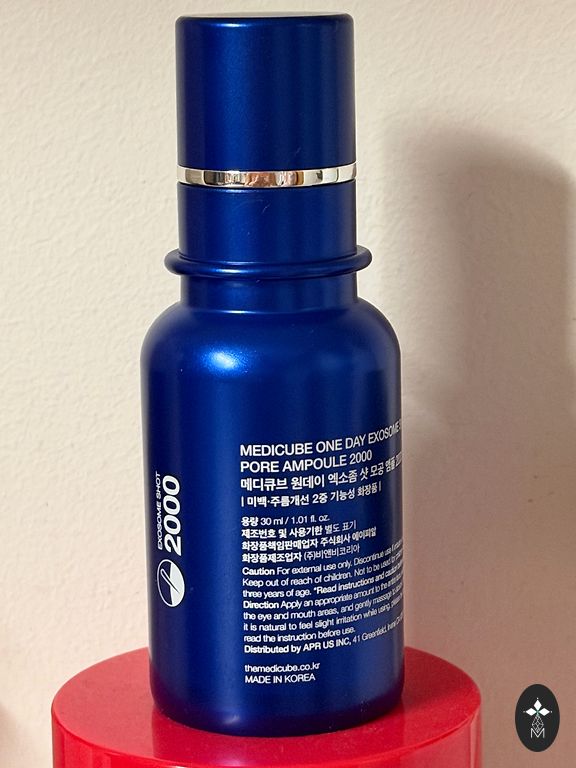 MEDICUBE ONE DAY EXOSOME
PORE AMPOULE 2000
메디큐브 원데이 엑소좀 샷 모공 앰플
| 미백·주름개선 2중 기능성 화장품 |
용량 30 ml / 1.01 fl. oz.
제조번호 및 사용기한 별도 표기
화장품책임판매업자 주식회사 에이피알
화장품제조업자 (주)비앤비코리아
Caution For external use only. Discontinue use if
Keep out of reach of children. Not to be used for
three years of age. *Read instructions and caution
Direction Apply an appropriate amount to the entire
the eye and mouth areas, and gently massage to
it is natural to feel slight irritation while using,
read the instruction before use.
Distributed by APR US INC, 41 Greenfield, Irvine
themedicube.co.kr
MADE IN KOREA
EXOSOME SHOT
2000
M